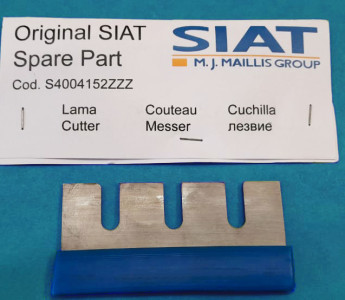 Original SIAT
Spare Part
Cod. S4004152ZZZ
SIAT
M. J. MAILLIS GROUP
Lama Couteau Cuchilla
Cutter Messer лезвие